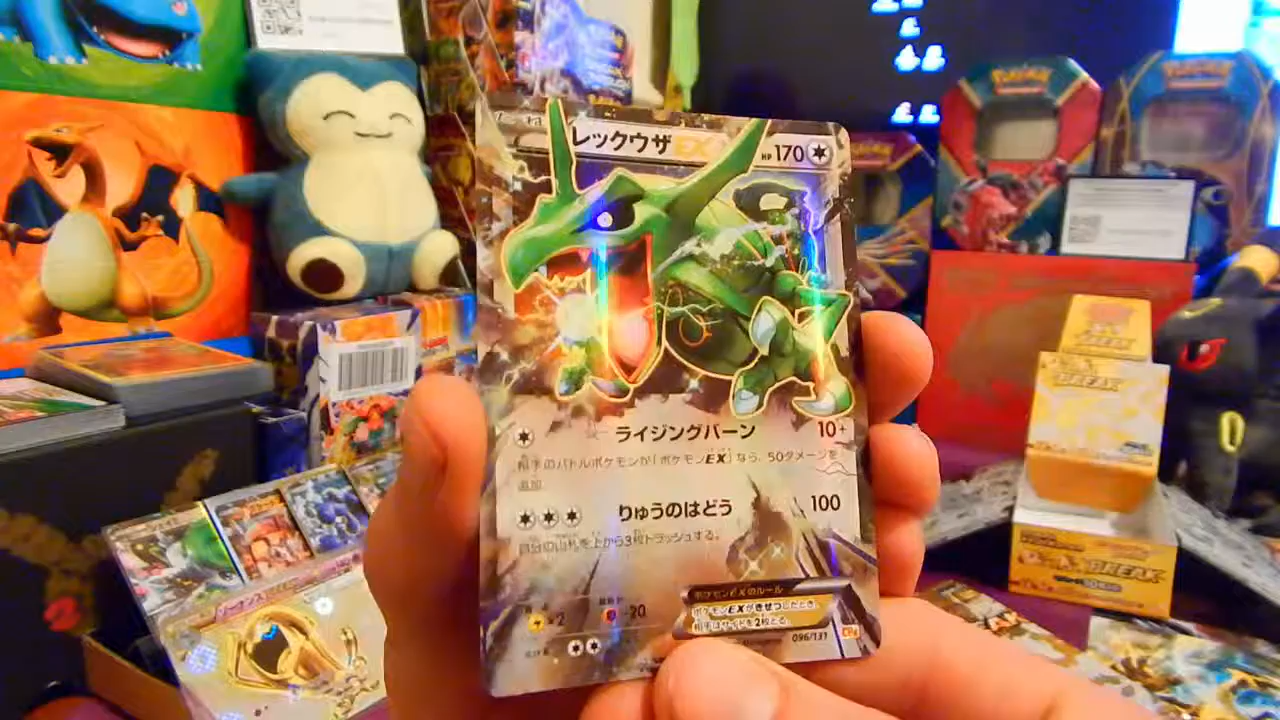 レックウザEX
HP170
ライジングバーン 10+
相手のバトルポケモンが「ポケモンEX」なら、50ダメージを
追加。
りゅうのはどう 100
自分の山札を上から3枚トラッシュする。
×2
-20
ポケモンEXのルール
ポケモンEXがきぜつしたとき、
相手はサイドを2枚とる。
096/131
CP4
POKÉMON
BREAK
BREAK